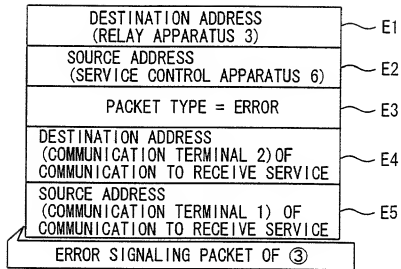 DESTINATION ADDRESS
(RELAY APPARATUS 3)
E1
SOURCE ADDRESS
(SERVICE CONTROL APPARATUS 6)
E2
PACKET TYPE = ERROR
E3
DESTINATION ADDRESS
(COMMUNICATION TERMINAL 2)OF
COMMUNICATION TO RECEIVE SERVICE
E4
SOURCE ADDRESS
(COMMUNICATION TERMINAL 1) OF
COMMUNICATION TO RECEIVE SERVICE
E5
ERROR SIGNALING PACKET OF ③